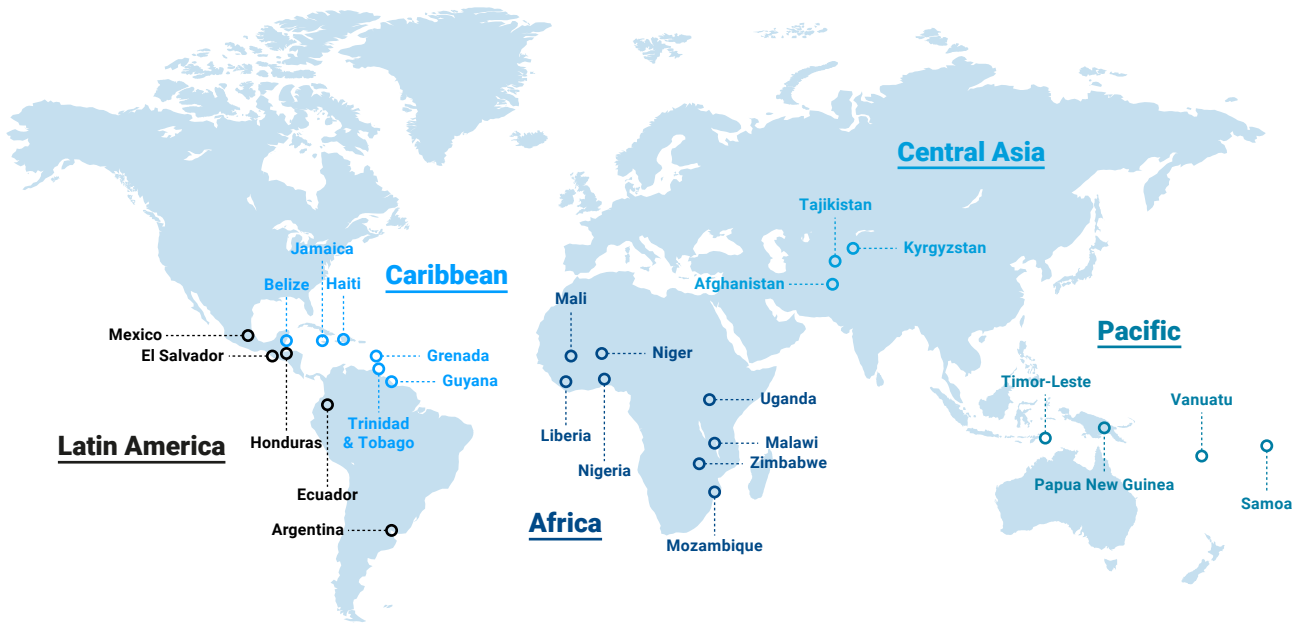 Central Asia
Tajikistan
Kyrgyzstan
Afghanistan
Jamaica
Caribbean
Belize
Haiti
Mexico
El Salvador
Grenada
Guyana
Trinidad
& Tobago
Latin America
Honduras
Ecuador
Argentina
Mali
Niger
Uganda
Liberia
Malawi
Nigeria
Zimbabwe
Africa
Mozambique
Pacific
Timor-Leste
Vanuatu
Papua New Guinea
Samoa